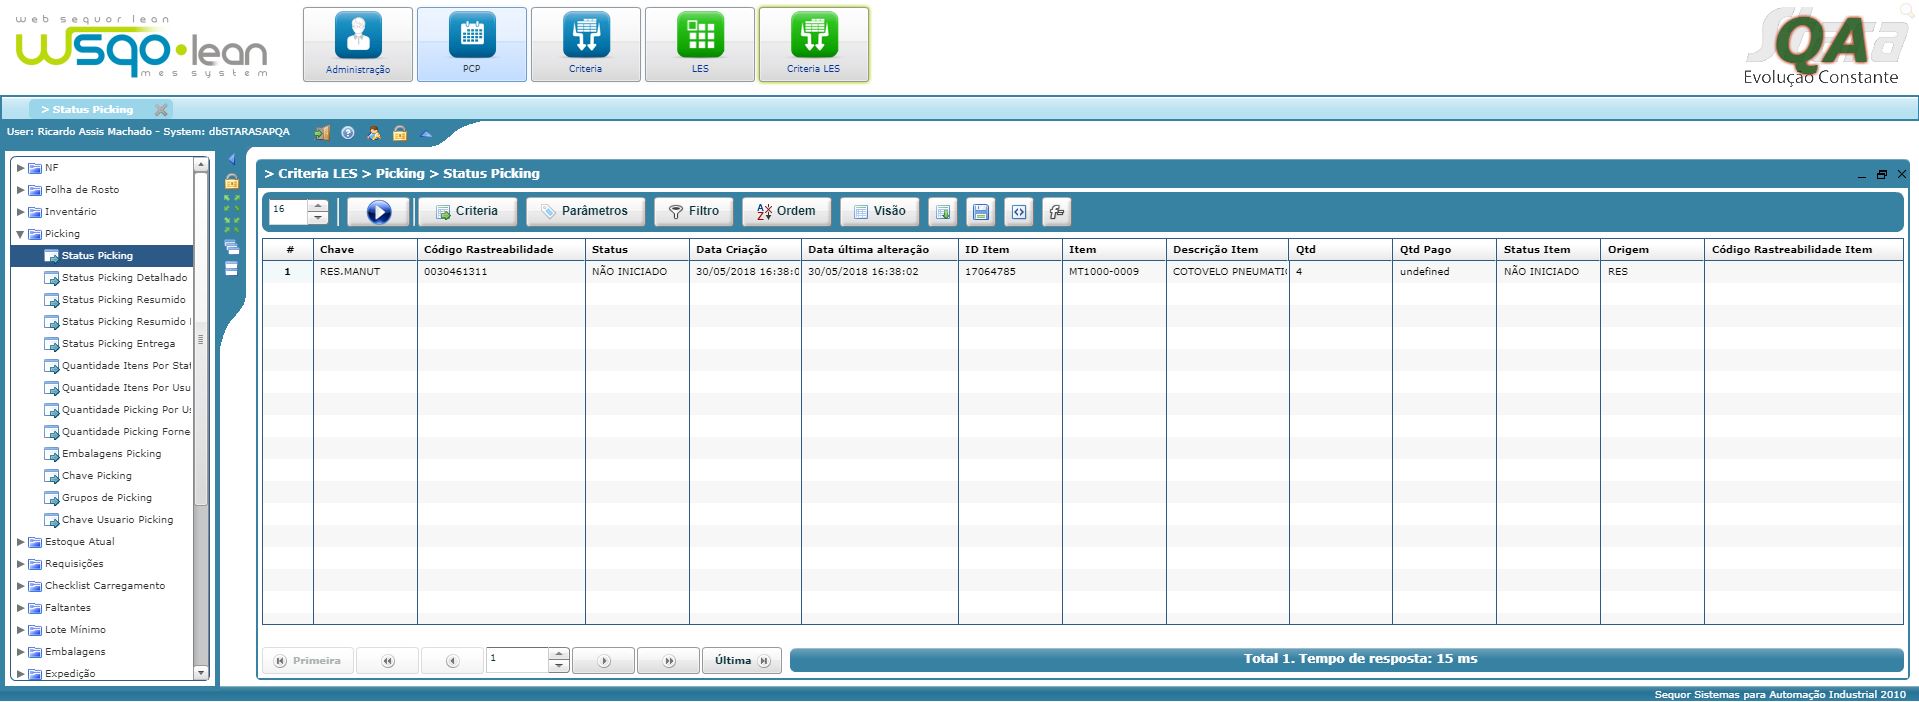 web sequor lean
wsqo.lean
mes system
Administração
PCP
Criteria
LES
Criteria LES
QA
Evolução Constante
> Status Picking
User: Ricardo Assis Machado - System: dbSTARASAPQA
NF
Folha de Rosto
Inventário
Picking
Status Picking
Status Picking Detalhado
Status Picking Resumido
Status Picking Resumido
Status Picking Entrega
Quantidade Itens Por Stat
Quantidade Itens Por Usu
Quantidade Picking Por Us
Quantidade Picking Forne
Embalagens Picking
Chave Picking
Grupos de Picking
Chave Usuario Picking
Estoque Atual
Requisições
Checklist Carregamento
Faltantes
Lote Mínimo
Embalagens
Expedição
> Criteria LES > Picking > Status Picking
16 Criteria Parâmetros Filtro Ordem Visão
# Chave Código Rastreabilidade Status Data Criação Data última alteração ID Item Item Descrição Item Qtd Qtd Pago Status Item Origem Código Rastreabilidade Item
1 RES.MANUT 0030461311 NÃO INICIADO 30/05/2018 16:38:0 30/05/2018 16:38:02 17064785 MT1000-0009 COTOVELO PNEUMATI 4 undefined NÃO INICIADO RES
Primeira 1 Última
Total 1. Tempo de resposta: 15 ms
Sequor Sistemas para Automação Industrial 2010